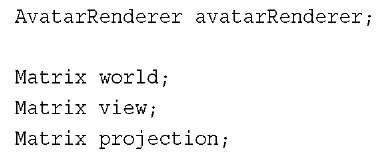 AvatarRenderer avatarRenderer;
Matrix world;
Matrix view;
Matrix projection;